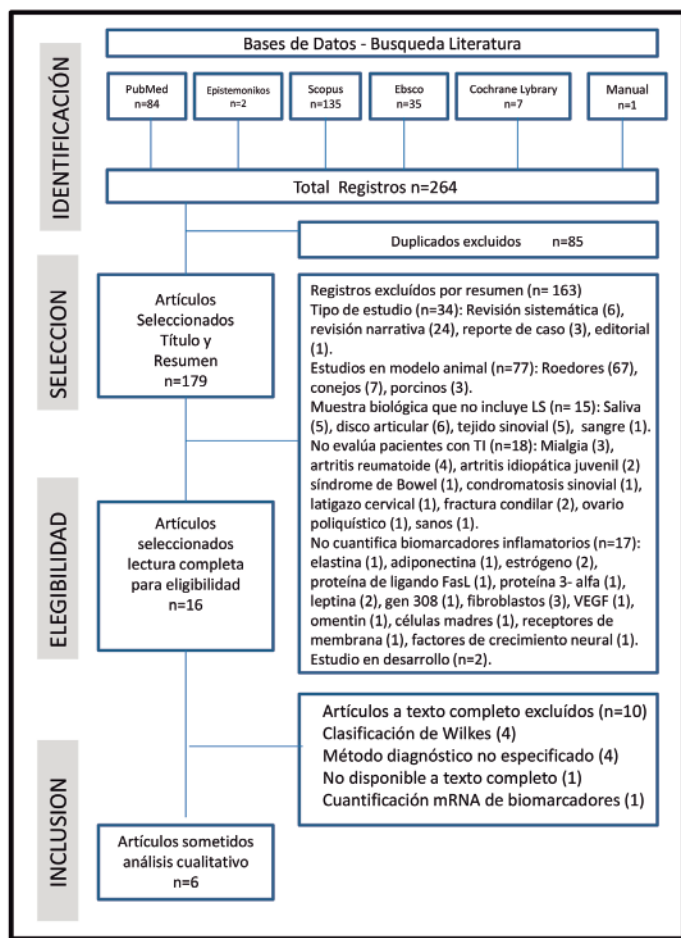 Bases de Datos - Busqueda Literatura
PubMed
n=84
Epistemonikos
n=2
Scopus
n=135
Ebsco
n=35
Cochrane Lybrary
n=7
Manual
n=1
Total Registros n=264
IDENTIFICACIÓN
Duplicados excluidos n=85
SELECCION
Artículos
Seleccionados
Título y
Resumen
n=179
Registros excluídos por resumen (n= 163)
Tipo de estudio (n=34): Revisión sistemática (6),
revisión narrativa (24), reporte de caso (3), editorial
(1).
Estudios en modelo animal (n=77): Roedores (67),
conejos (7), porcinos (3).
Muestra biológica que no incluye LS (n= 15): Saliva
(5), disco articular (6), tejido sinovial (5), sangre (1).
No evalúa pacientes con TI (n=18): Mialgia (3),
artritis reumatoide (4), artritis idiopática juvenil (2)
síndrome de Bowel (1), condromatosis sinovial (1),
latigazo cervical (1), fractura condilar (2), ovario
poliquístico (1), sanos (1).
No cuantifica biomarcadores inflamatorios (n=17):
elastina (1), adiponectina (1), estrógeno (2),
proteína de ligando FasL (1), proteína 3- alfa (1),
leptina (2), gen 308 (1), fibroblastos (3), VEGF (1),
omentin (1), células madres (1), receptores de
membrana (1), factores de crecimiento neural (1).
Estudio en desarrollo (n=2).
ELEGIBILIDAD
Artículos
seleccionados
lectura completa
para eligibilidad
n=16
Artículos a texto completo excluídos (n=10)
Clasificación de Wilkes (4)
Método diagnóstico no especificado (4)
No disponible a texto completo (1)
Cuantificación mRNA de biomarcadores (1)
INCLUSION
Artículos sometidos
análisis cualitativo
n=6